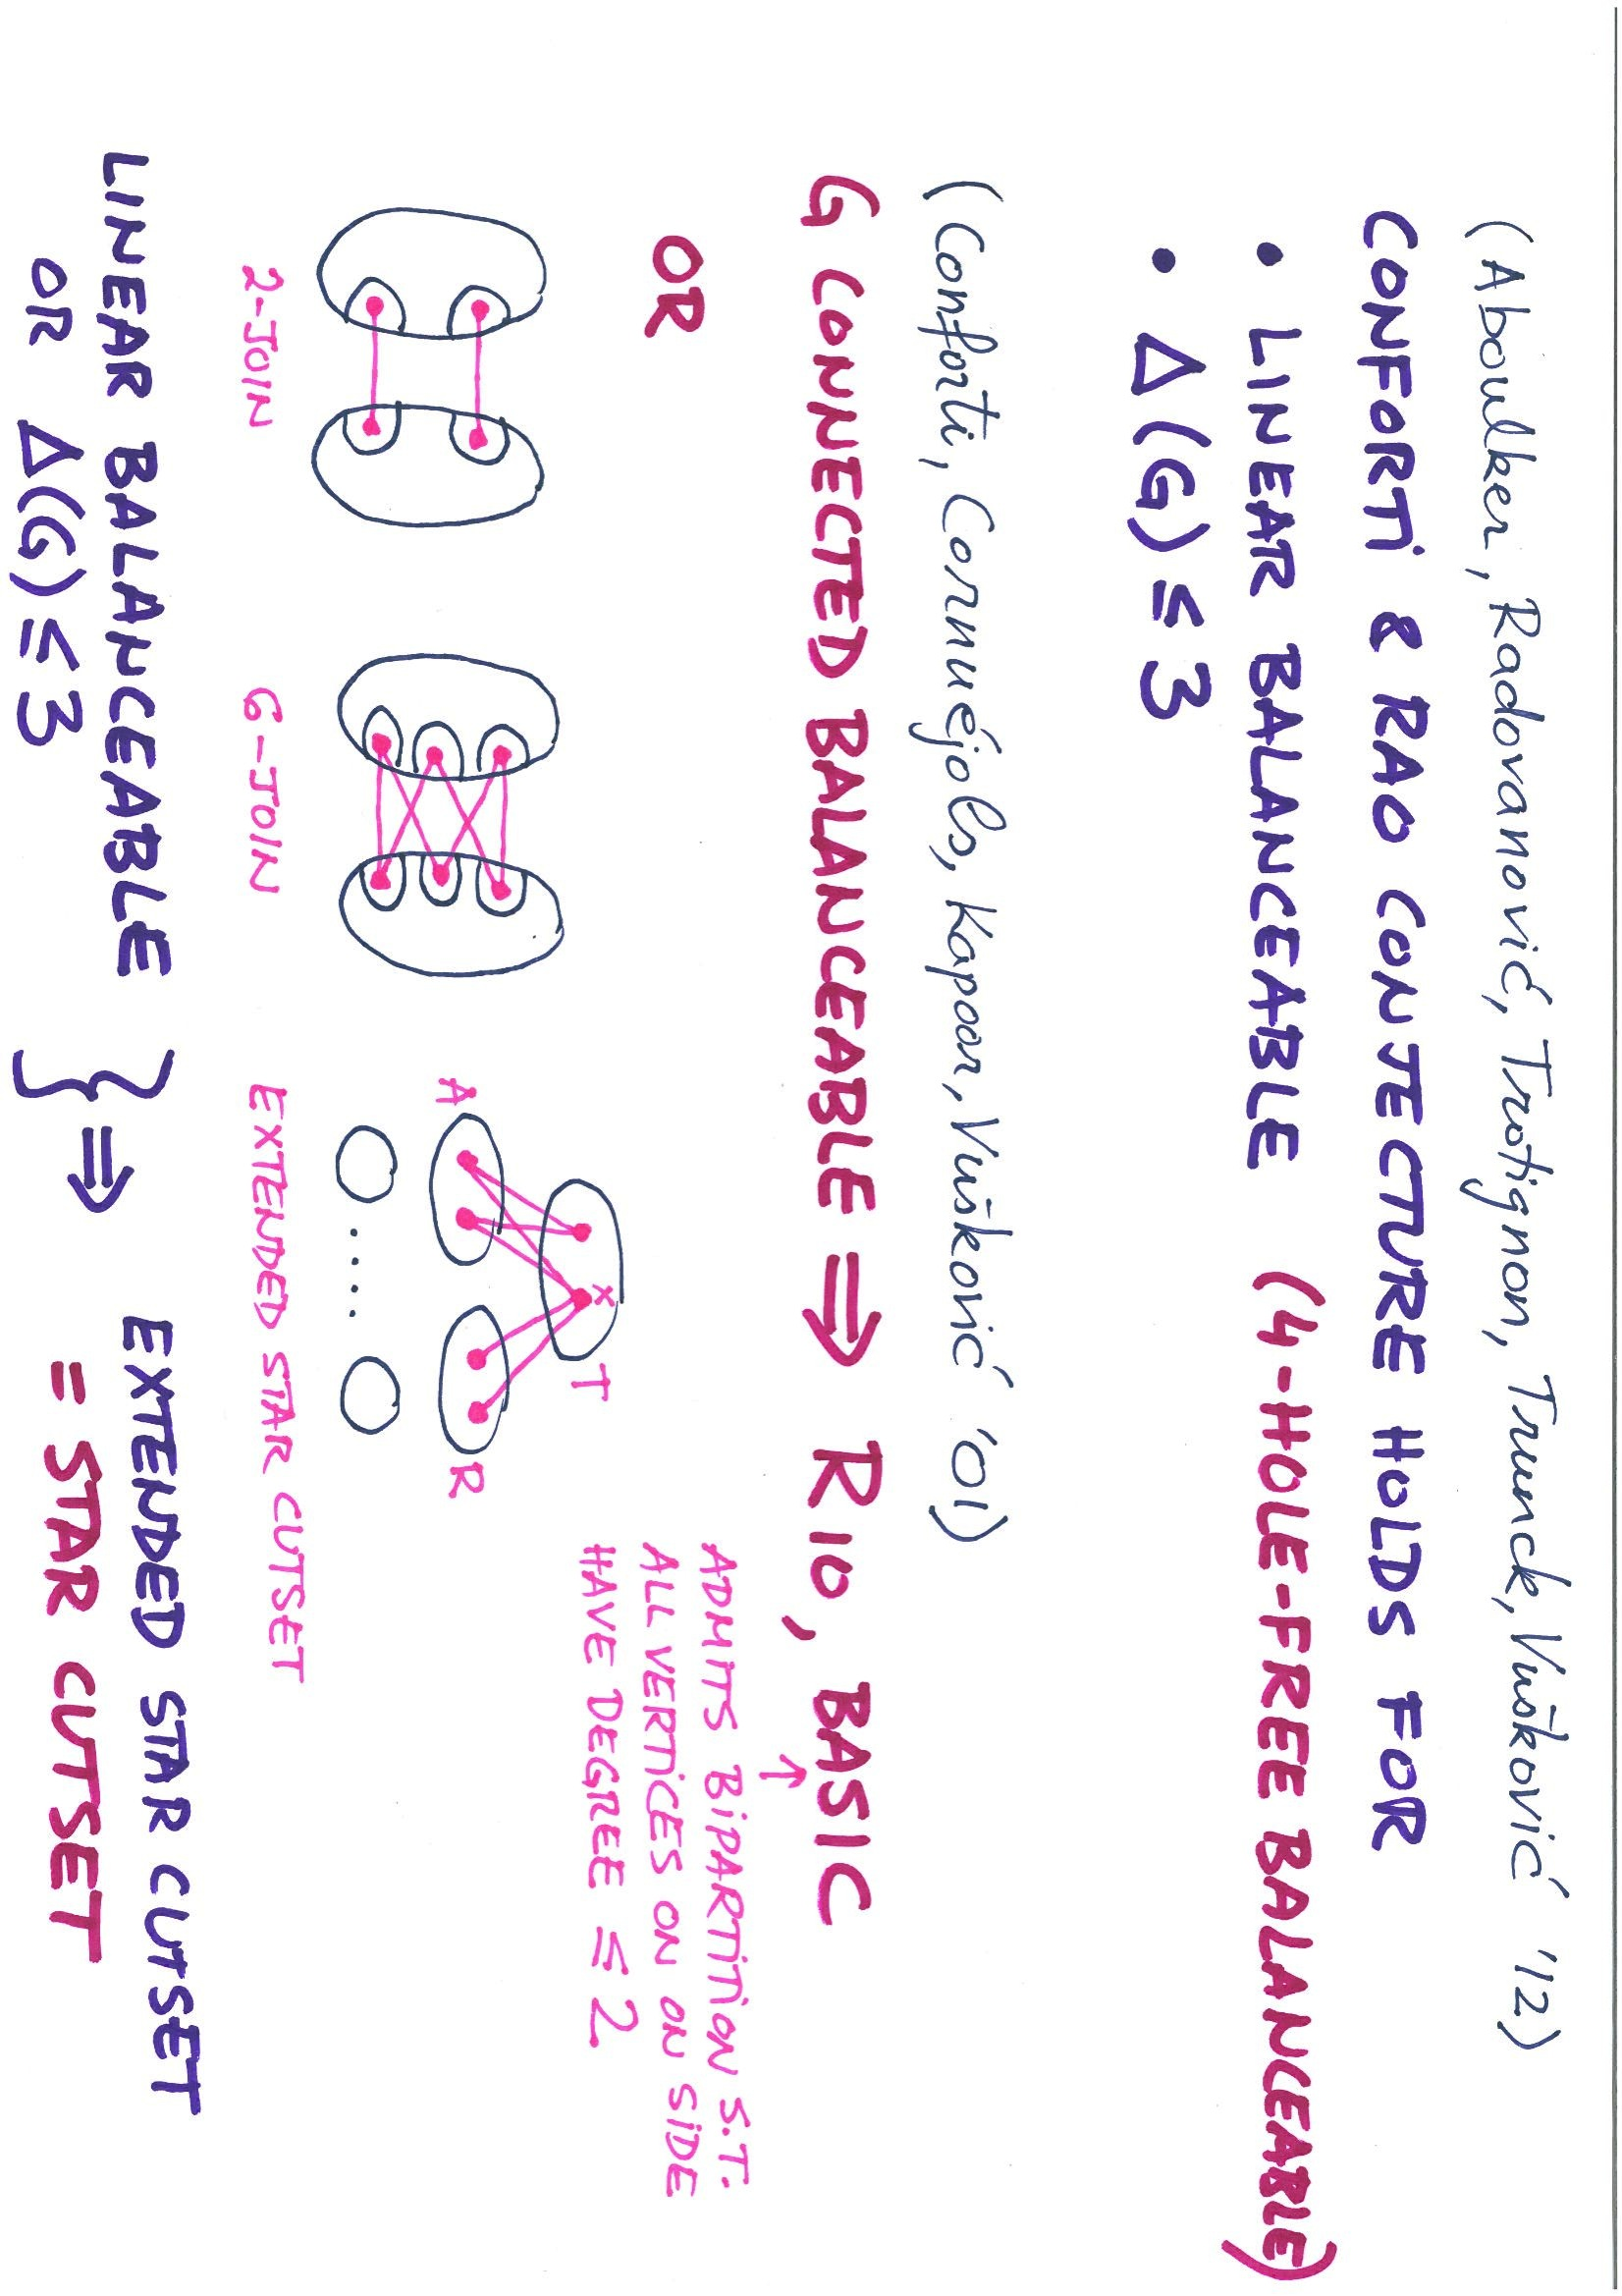 (Aboulker, Radovanović, Trotignon, Trunck, Vušković '12)
CONFORTI & RAO CONJECTURE HOLDS FOR
• LINEAR BALANCEABLE (4-HOLE-FREE BALANCEABLE)
• Δ(G) ≤ 3
(Conforti, Cornuéjols, Kapoor, Vušković '01)
G CONNECTED BALANCEABLE ⇒ R10, BASIC
↑
ADMITS BIPARTITION S.T.
ALL VERTICES ON ON SIDE
HAVE DEGREE ≤ 2
OR
X T
A R
2-JOIN 6-JOIN EXTENDED STAR CUTSET
LINEAR BALANCEABLE
OR Δ(G) ≤ 3
} ⇒ EXTENDED STAR CUTSET
= STAR CUTSET